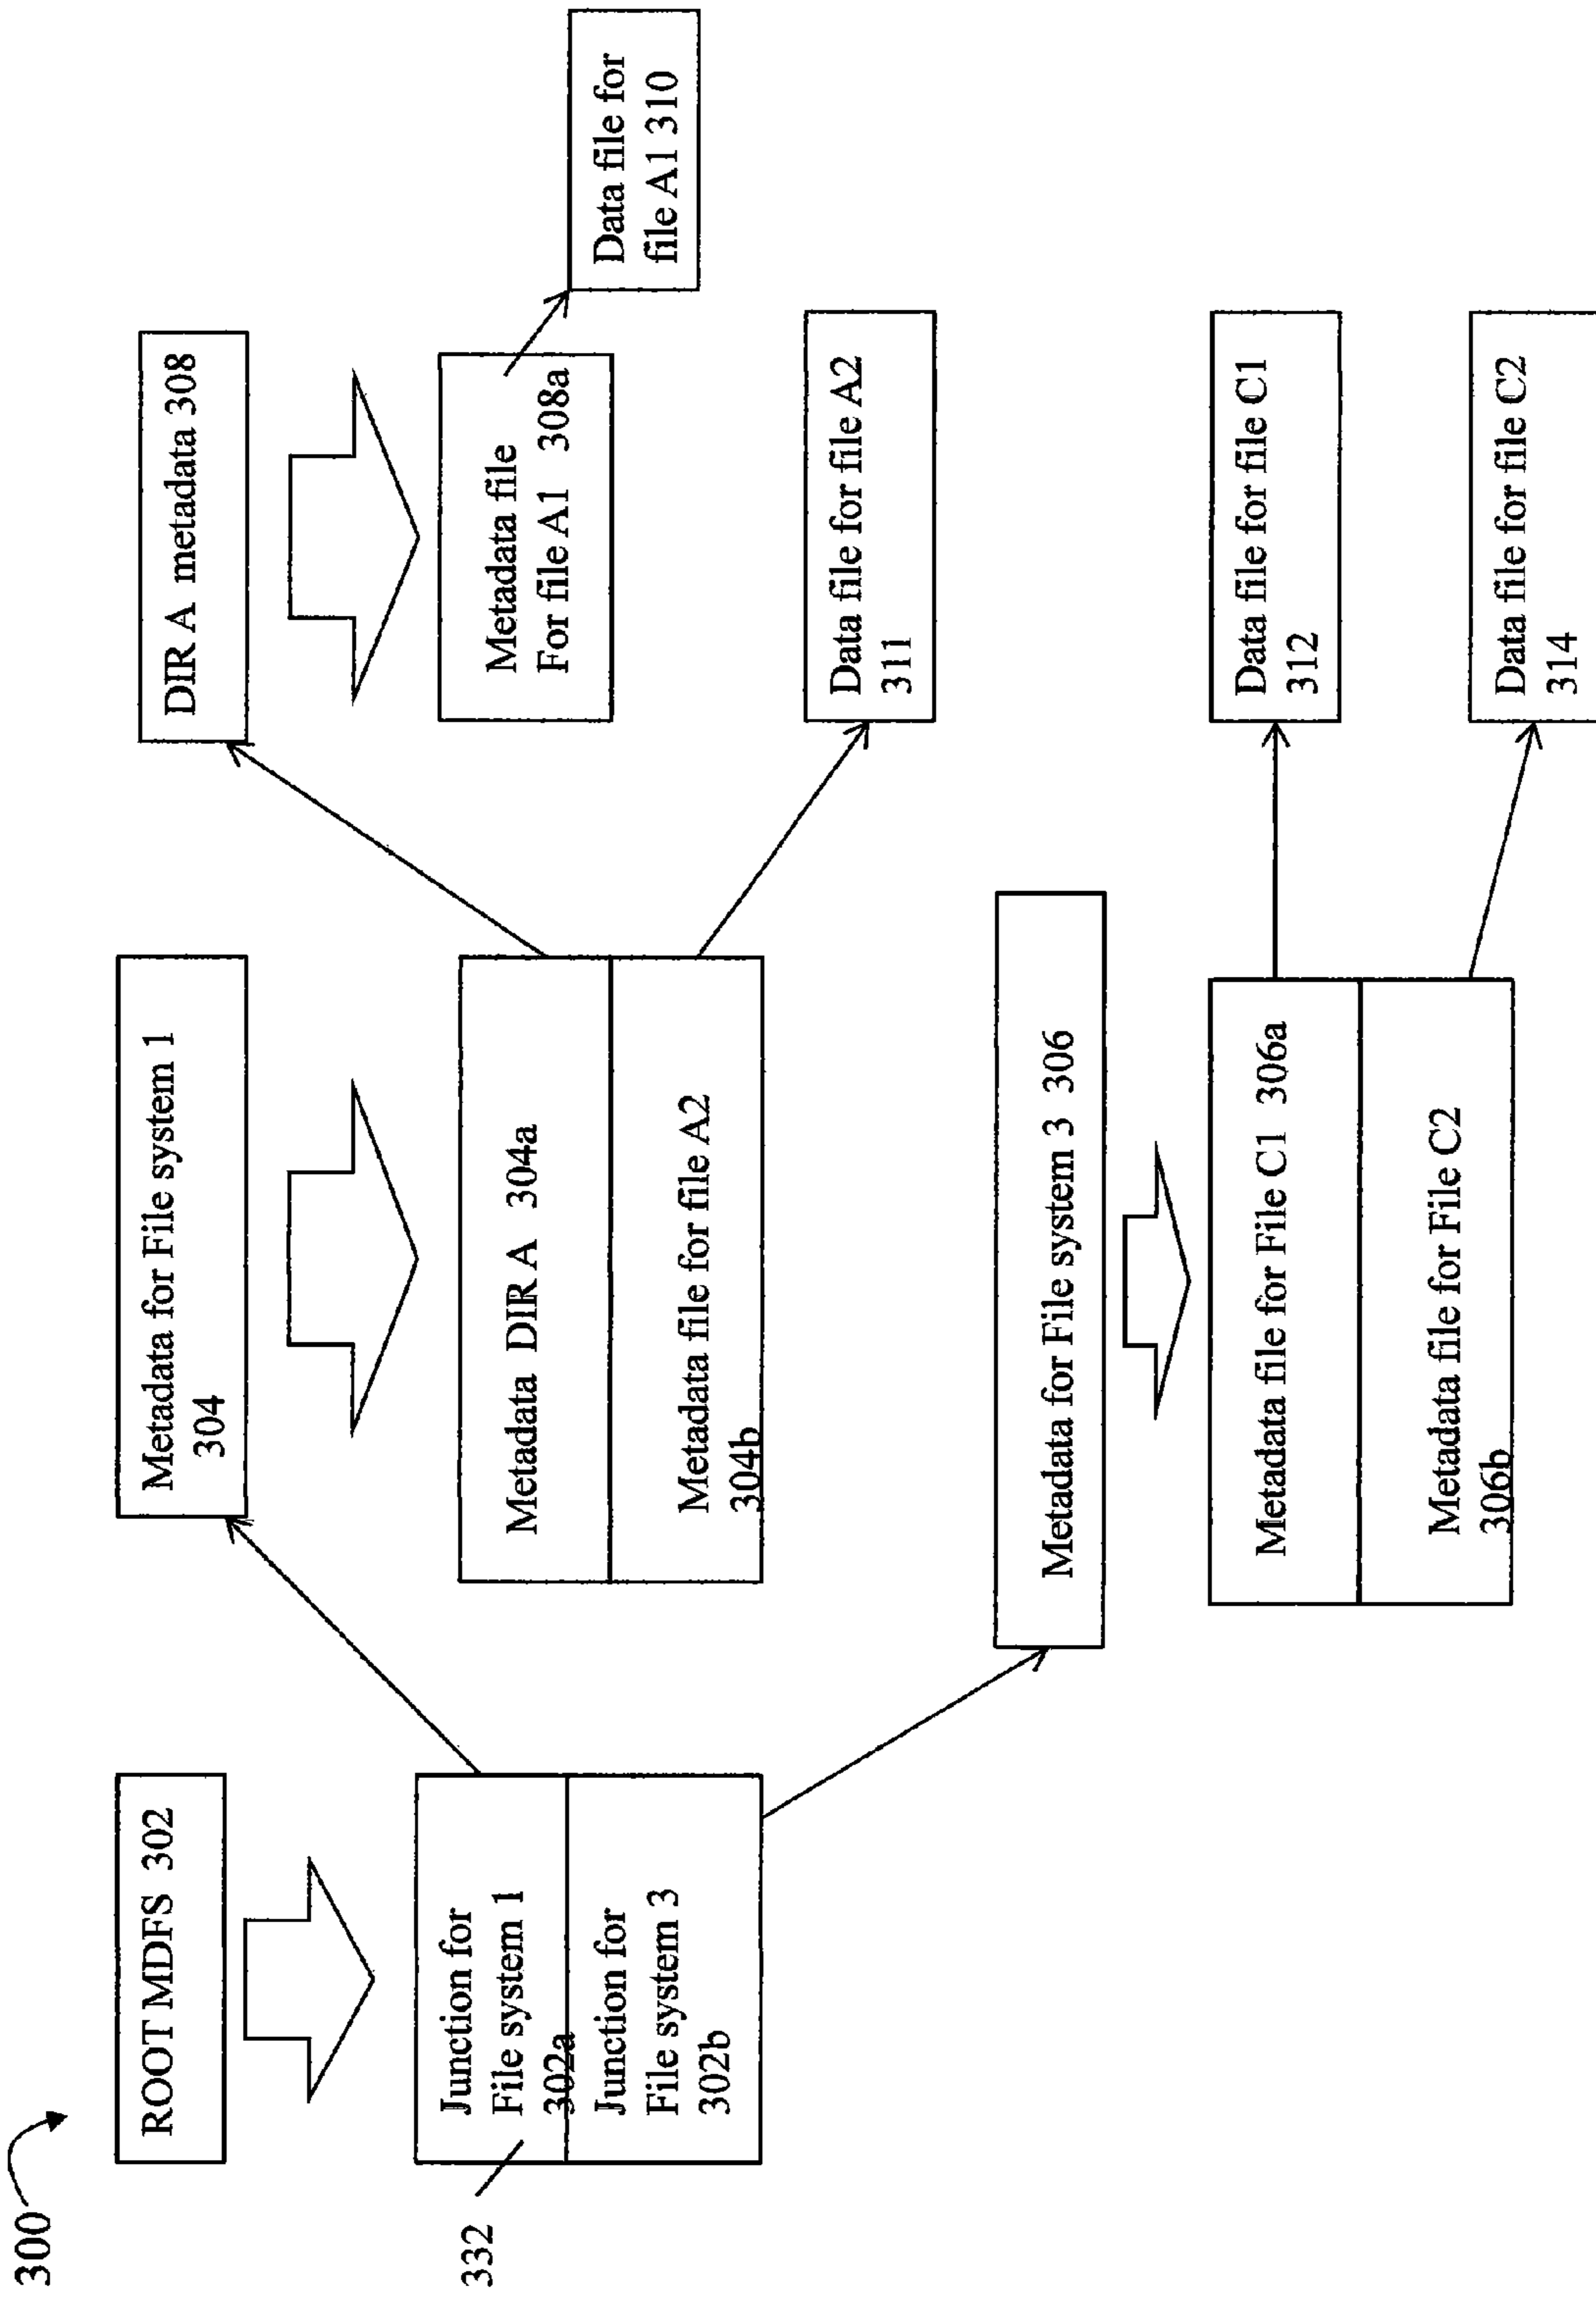 300
ROOT MDFS 302
332
Junction for
File system 1
302a
Junction for
File system 3
302b
Metadata for File system 1
304
Metadata DIR A 304a
Metadata file for file A2
304b
Metadata for File system 3 306
Metadata file for File C1 306a
Metadata file for File C2
306b
DIR A metadata 308
Metadata file
For file A1 308a
Data file for
file A1 310
Data file for file A2
311
Data file for file C1
312
Data file for file C2
314